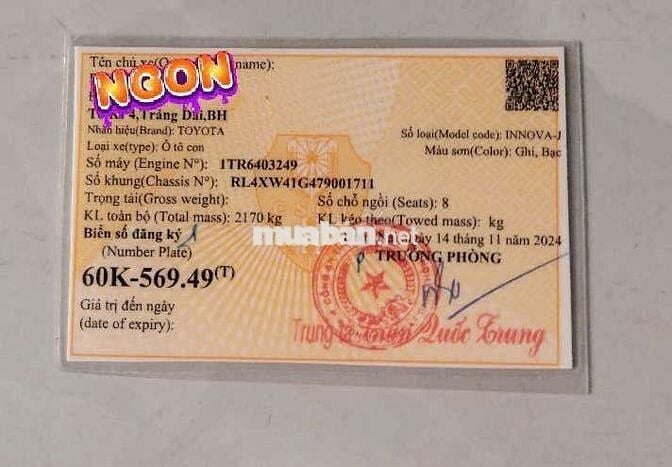 Tên chủ xe(O name):
NGON
Tổ KP4,Trảng Dài,BH
Nhãn hiệu(Brand): TOYOTA
Số loại(Model code): INNOVA-J
Loại xe(type): Ô tô con
Màu sơn(Color): Ghi, Bạc
Số máy (Engine N°): 1TR6403249
Số khung(Chassis N°): RL4XW41G479001711
Trọng tải(Gross weight):
Số chỗ ngồi (Seats): 8
KL toàn bộ (Total mass): 2170 kg
KL kéo theo(Towed mass): kg
Biển số đăng ký
ngày 14 tháng 11 năm 2024
muaban.net
(Number Plate)
TRƯỞNG PHÒNG
60K-569.49(T)
Giá trị đến ngày
(date of expiry):
Trung tá Trần Quốc Trung